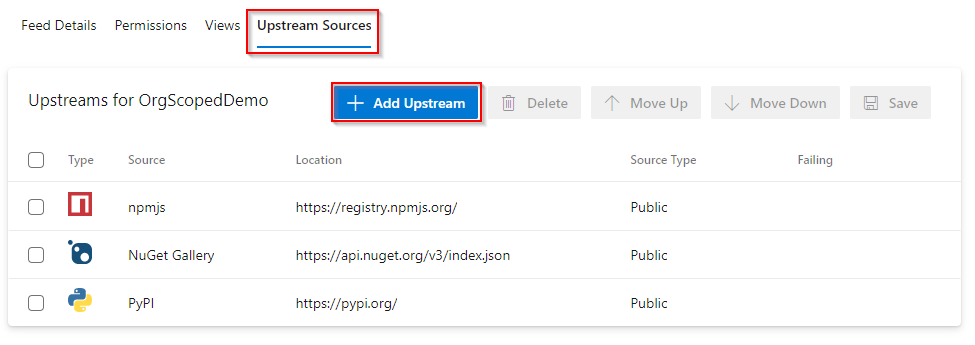 Feed Details Permissions Views Upstream Sources
Upstreams for OrgScopedDemo + Add Upstream Delete Move Up Move Down Save
Type Source Location Source Type Failing
npmjs https://registry.npmjs.org/ Public
NuGet Gallery https://api.nuget.org/v3/index.json Public
PyPI https://pypi.org/ Public